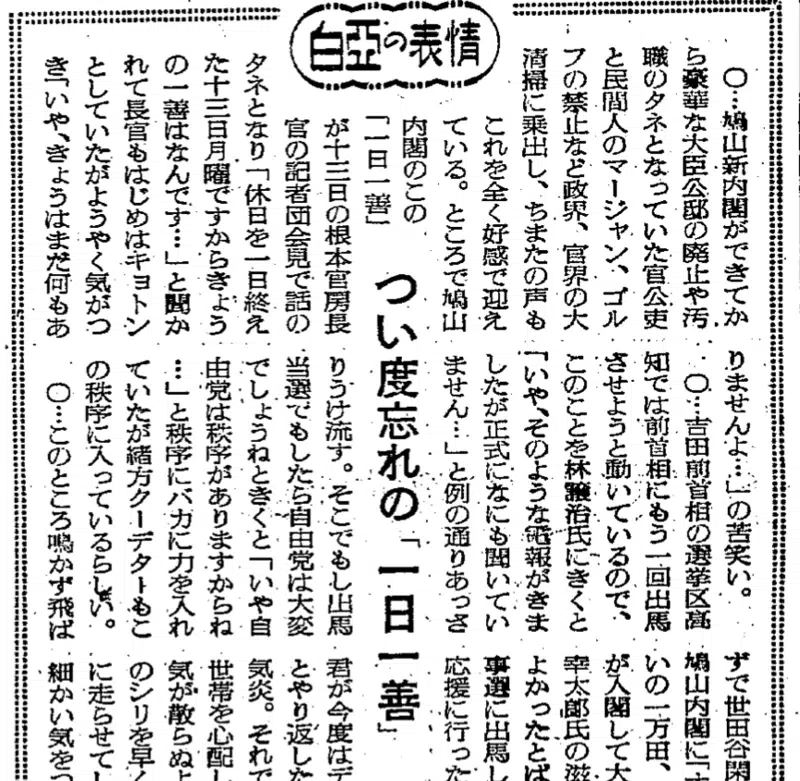 白亞の表情
つい度忘れの「一日一善」
〇…鳩山新内閣ができてか
ら豪華な大臣公邸の廃止や汚
職のタネとなっていた官公吏
と民間人のマージャン、ゴル
フの禁止など政界、官界の大
清掃に乗出し、ちまたの声も
これを全く好感で迎え
ている。ところで鳩山
内閣のこの
「一日一善」
が十三日の根本官房長
官の記者団会見で話の
タネとなり「休日を一日終え
た十三日月曜ですからきょう
の一善はなんです…」と聞か
れて長官もはじめはキョトン
としていたがようやく気がつ
き「いや、きょうはまだ何もあ
りませんよ…」の苦笑い。
〇…吉田前首相の選挙区高
知では前首相にもう一回出馬
させようと動いているので、
このことを林譲治氏にきくと
「いや、そのような電報がきま
したが正式になにも聞いてい
ません…」と例の通りあっさ
りうけ流す。そこでもし出馬
当選でもしたら自由党は大変
でしょうねときくと「いや自
由党は秩序がありますからね
…」と秩序にバカに力を入れ
ていたが緒方クーデターもこ
の秩序に入っているらしい。
〇…このところ鳴かず飛ば
ずで世田谷閑
鳩山内閣に「
いの一万田、
が入閣して大
幸太郎氏の滋
よかったとば
事選に出馬し
応援に行った
君が今度はデ
とやり返した
気炎。それで
世帯を心配し
気が散らぬよ
のシリを早く
に走らせてし
細かい気をつ